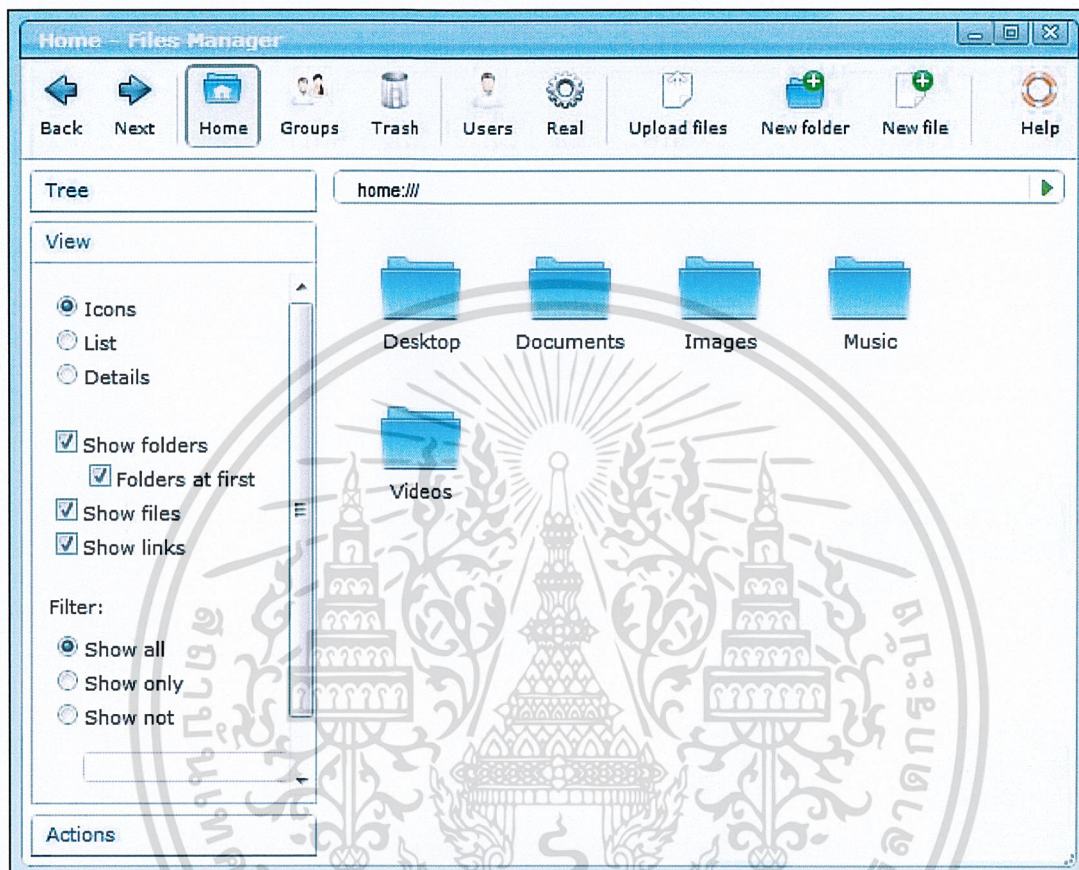 Home – Files Manager
Back Next Home Groups Trash Users Real Upload files New folder New file Help
Tree
home:///
View
Icons
List
Details
Show folders
Folders at first
Show files
Show links
Filter:
Show all
Show only
Show not
Actions
Desktop Documents Images Music
Videos